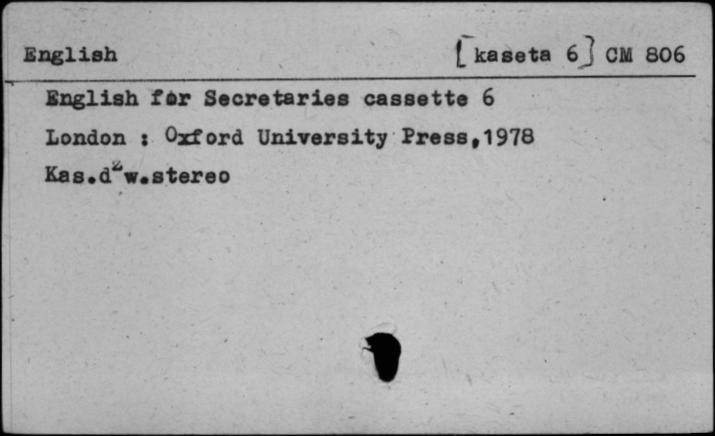 English [kaseta 6] CM 806
English for Secretaries cassette 6
London : Oxford University Press,1978
Kas.dźw.stereo